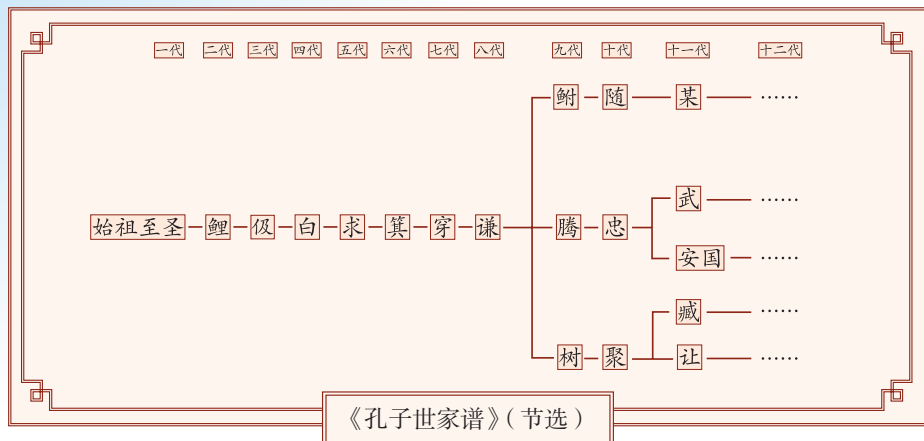 一代 二代 三代 四代 五代 六代 七代 八代 九代 十代 十一代 十二代
鲋 随 某 ……
武 ……
始祖至圣 鲤 伋 白 求 箕 穿 谦 腾 忠
安国 ……
臧 ……
树 聚 让 ……
《孔子世家谱》(节选)